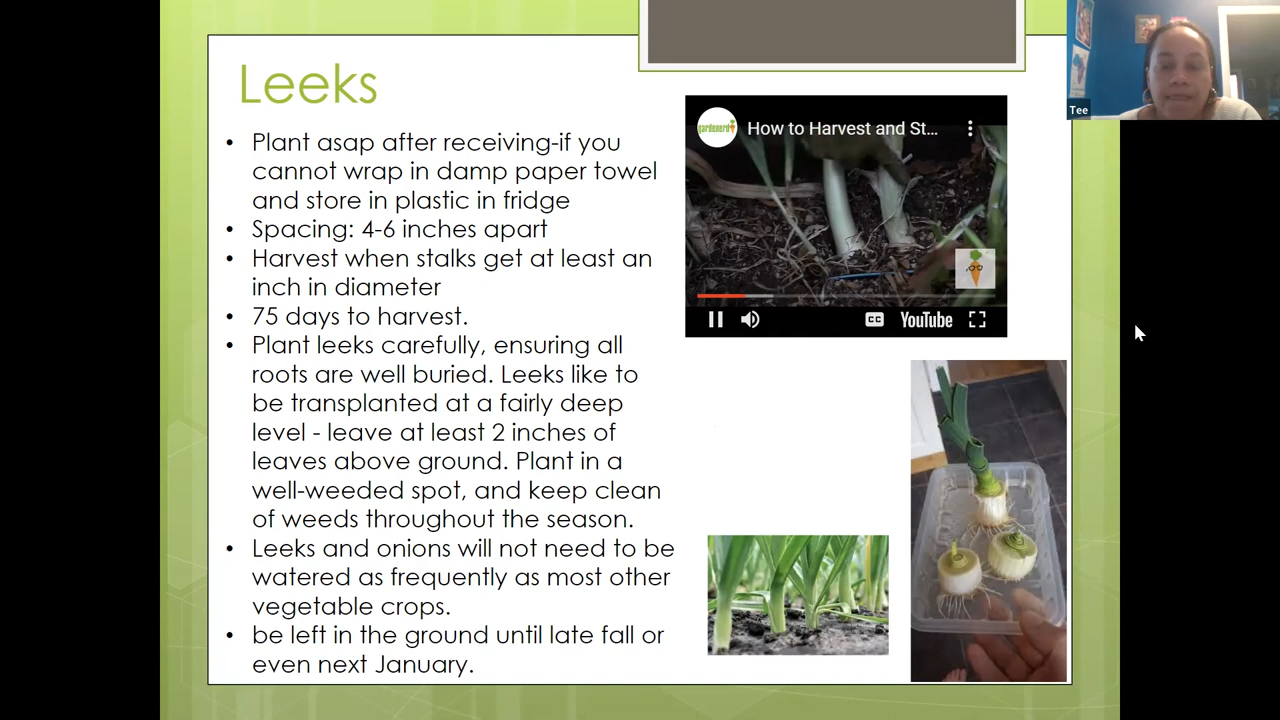 Leeks
• Plant asap after receiving-if you
cannot wrap in damp paper towel
and store in plastic in fridge
• Spacing: 4-6 inches apart
• Harvest when stalks get at least an
inch in diameter
• 75 days to harvest.
• Plant leeks carefully, ensuring all
roots are well buried. Leeks like to
be transplanted at a fairly deep
level - leave at least 2 inches of
leaves above ground. Plant in a
well-weeded spot, and keep clean
of weeds throughout the season.
• Leeks and onions will not need to be
watered as frequently as most other
vegetable crops.
• be left in the ground until late fall or
even next January.
gardenerd
How to Harvest and St...
CC YouTube
Tee